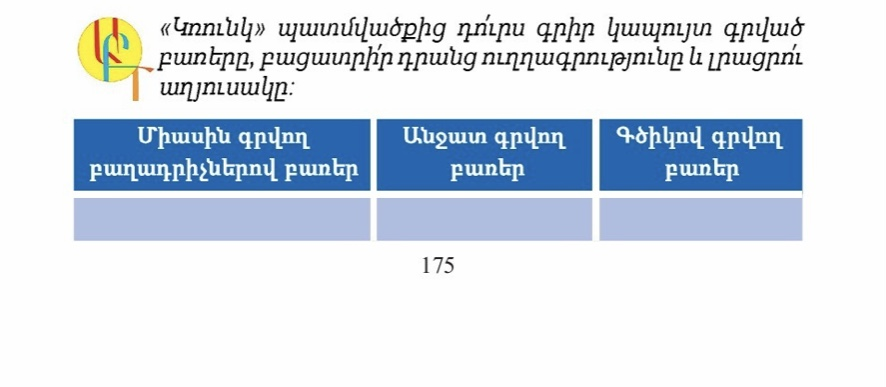 «Կռունկ» պատմվածքից դո՛ւրս գրիր կապույտ գրված
բառերը, բացատրի՛ր դրանց ուղղագրությունը և լրացրո՛ւ
աղյուսակը:
Միասին գրվող
բաղադրիչներով բառեր
Անջատ գրվող
բառեր
Գծիկով գրվող
բառեր
175